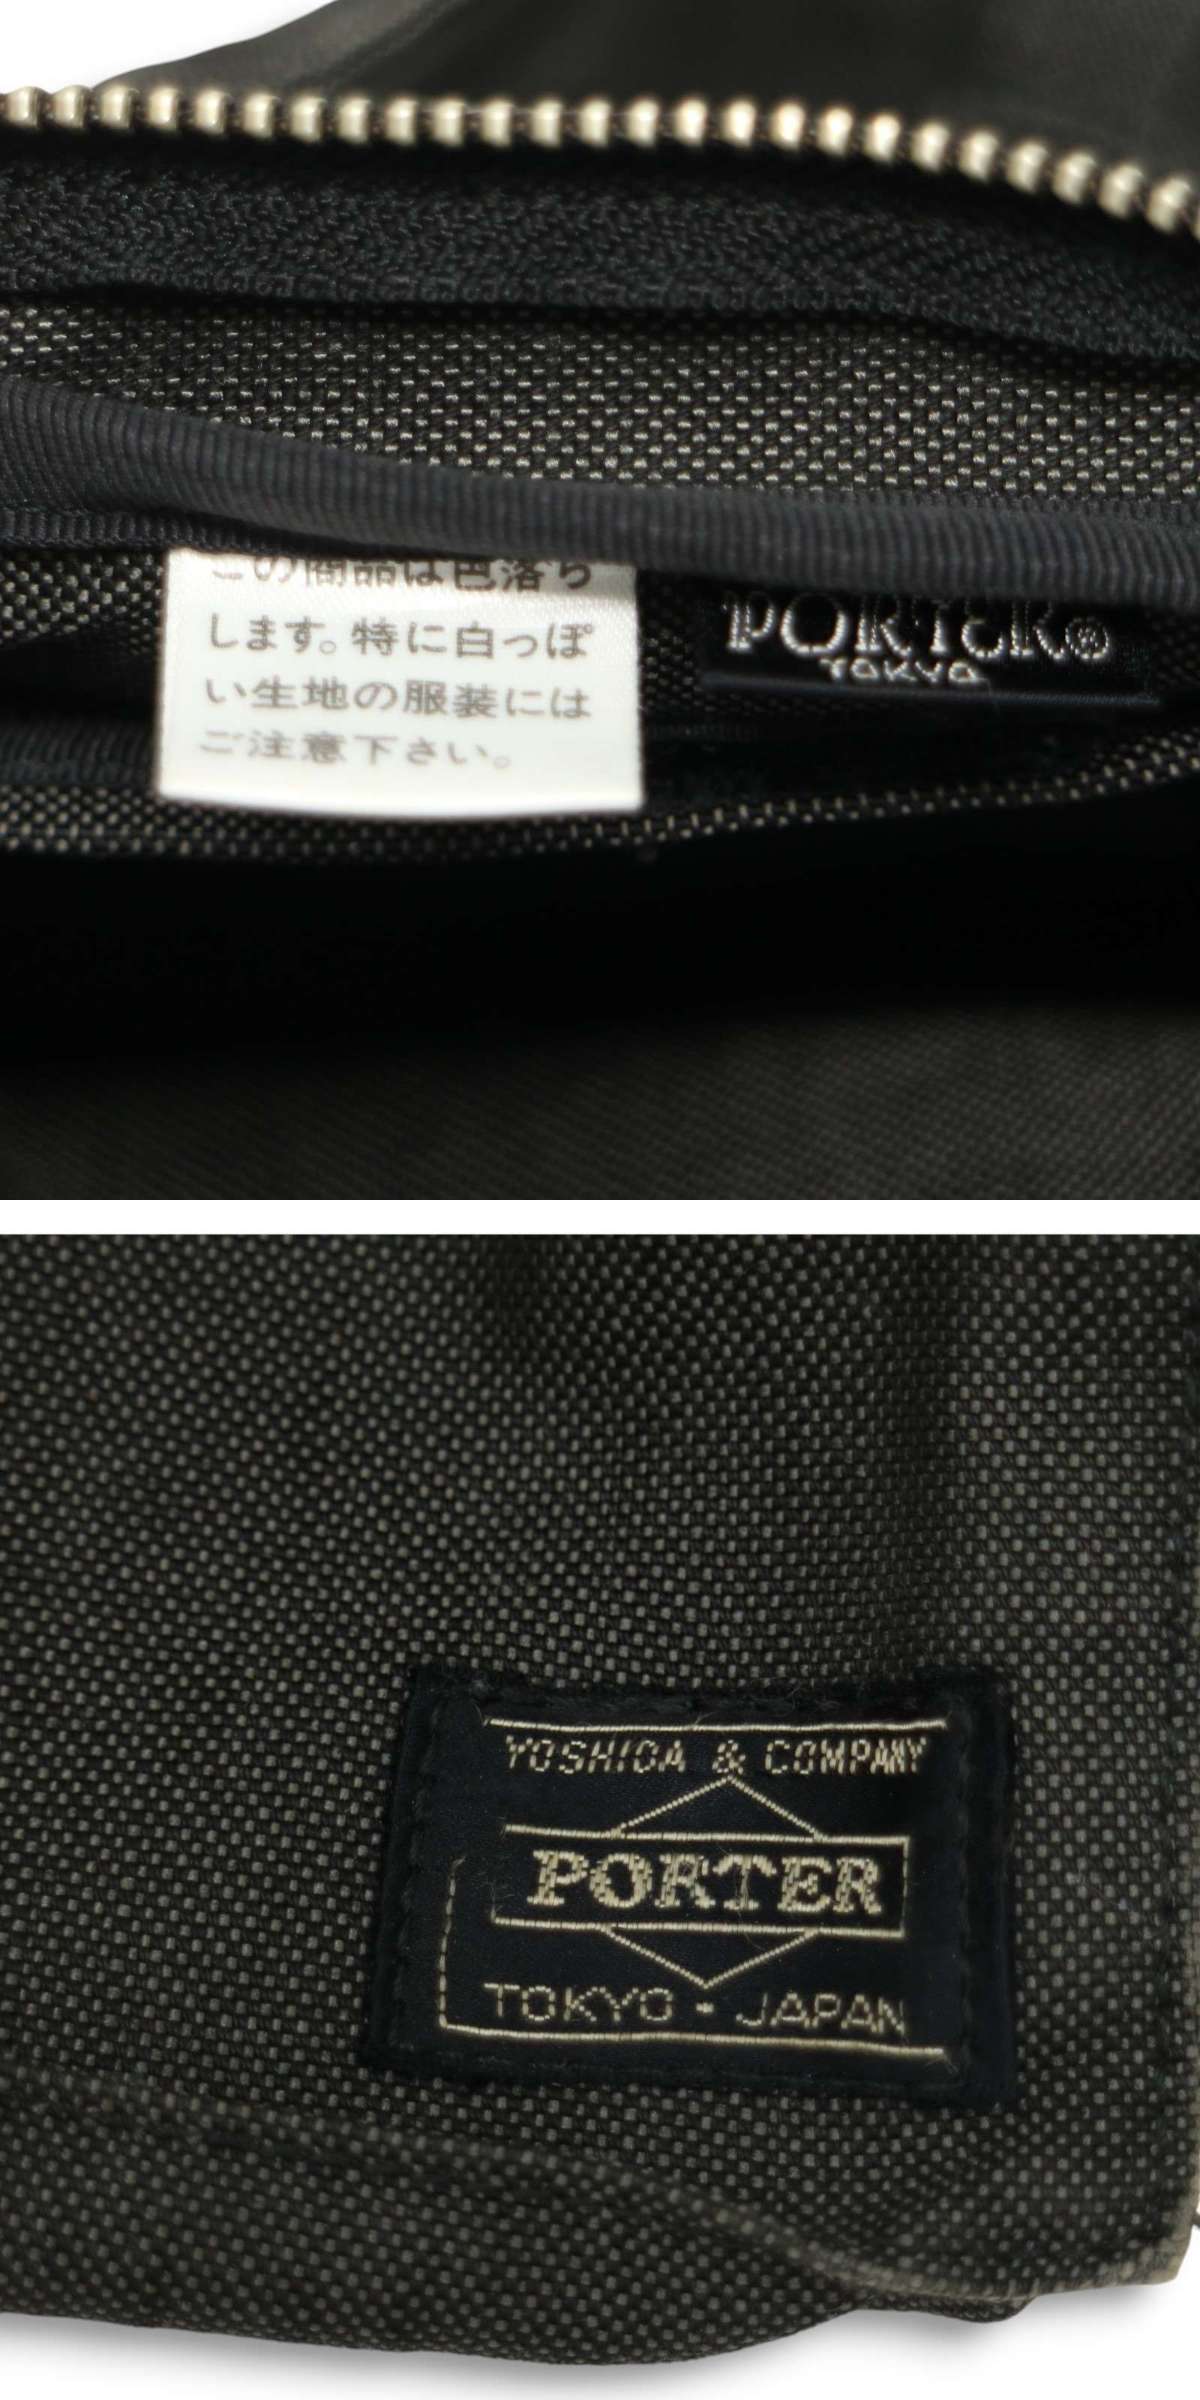 この商品は色落ち
します。特に白っぽ
い生地の服装には
ご注意下さい。
PORTER®
TOKYO
YOSHIDA & COMPANY
PORTER
TOKYO - JAPAN